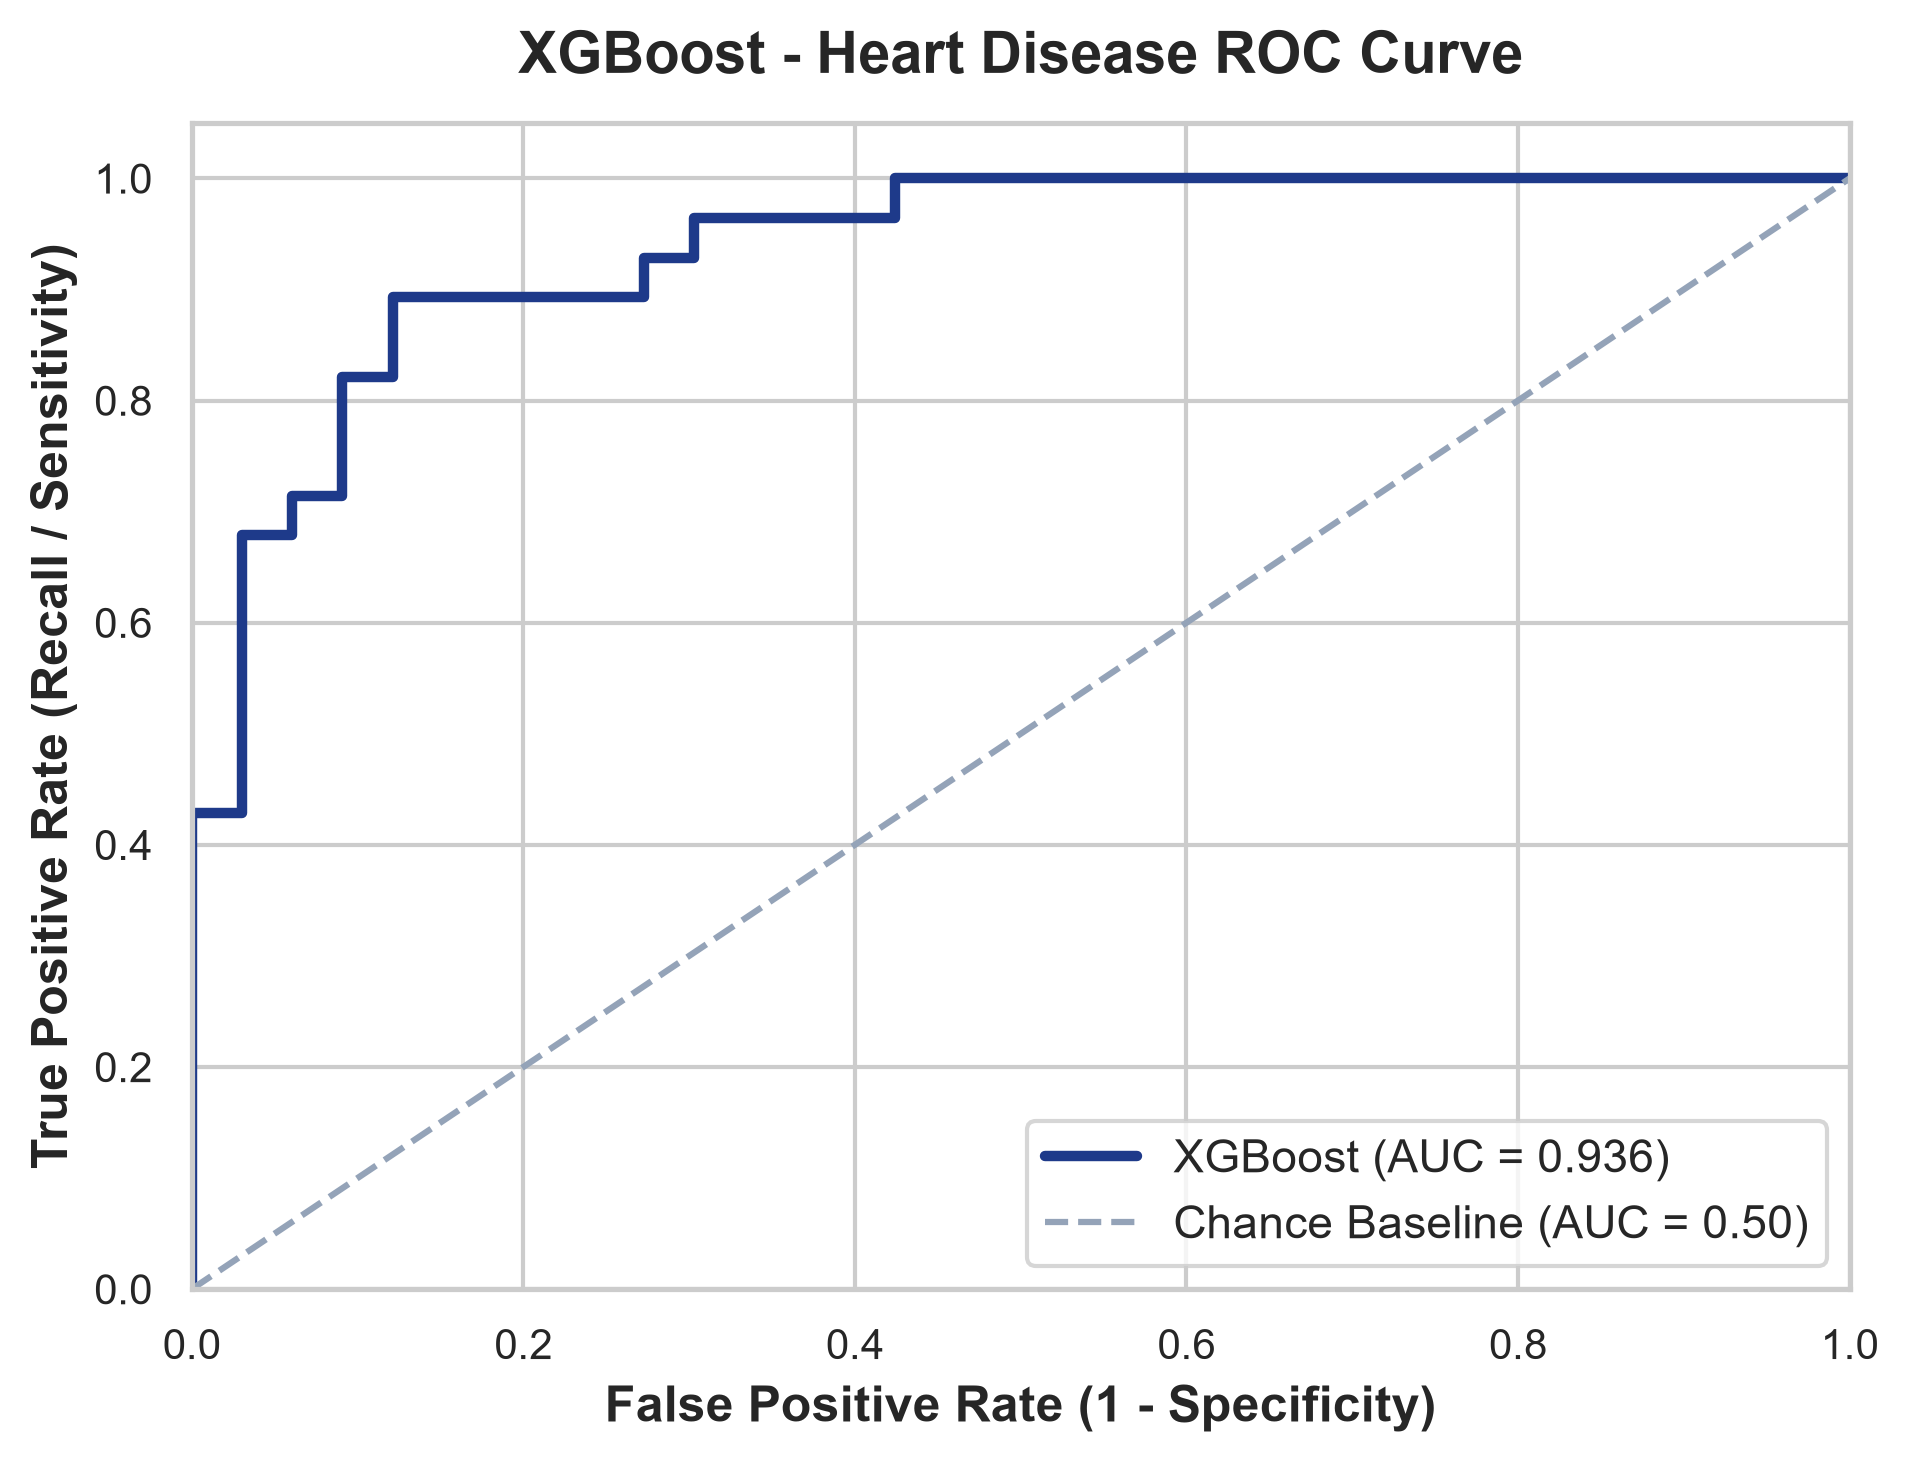 XGBoost - Heart Disease ROC Curve
True Positive Rate (Recall / Sensitivity)
1.0
0.8
0.6
0.4
0.2
0.0
XGBoost (AUC = 0.936)
Chance Baseline (AUC = 0.50)
0.0 0.2 0.4 0.6 0.8 1.0
False Positive Rate (1 - Specificity)